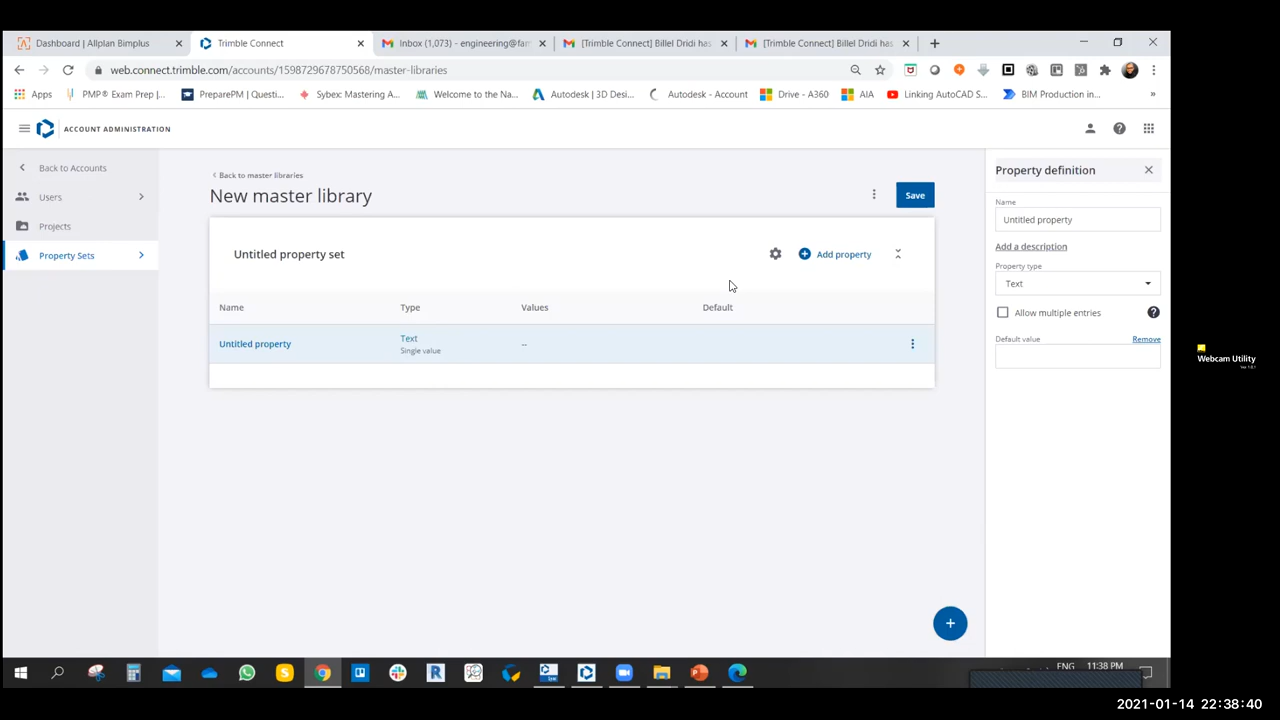 Dashboard | Allplan Bimplus
Trimble Connect
Inbox (1,073) - engineering@fam
[Trimble Connect] Billel Dridi has
[Trimble Connect] Billel Dridi has
web.connect.trimble.com/accounts/1598729678750568/master-libraries
Apps
PMP® Exam Prep |...
PreparePM | Questi...
Sybex: Mastering A...
Welcome to the Na...
Autodesk | 3D Desi...
Autodesk - Account
Drive - A360
AIA
Linking AutoCAD S...
BIM Production in...
»
ACCOUNT ADMINISTRATION
Back to Accounts
Users
Projects
Property Sets
Back to master libraries
New master library
Save
Untitled property set
Add property
Name
Type
Values
Default
Untitled property
Text
Single value
--
Property definition
Name
Untitled property
Add a description
Property type
Text
Allow multiple entries
Default value
Remove
Webcam Utility
ENG
11:38 PM
2021-01-14 22:38:40